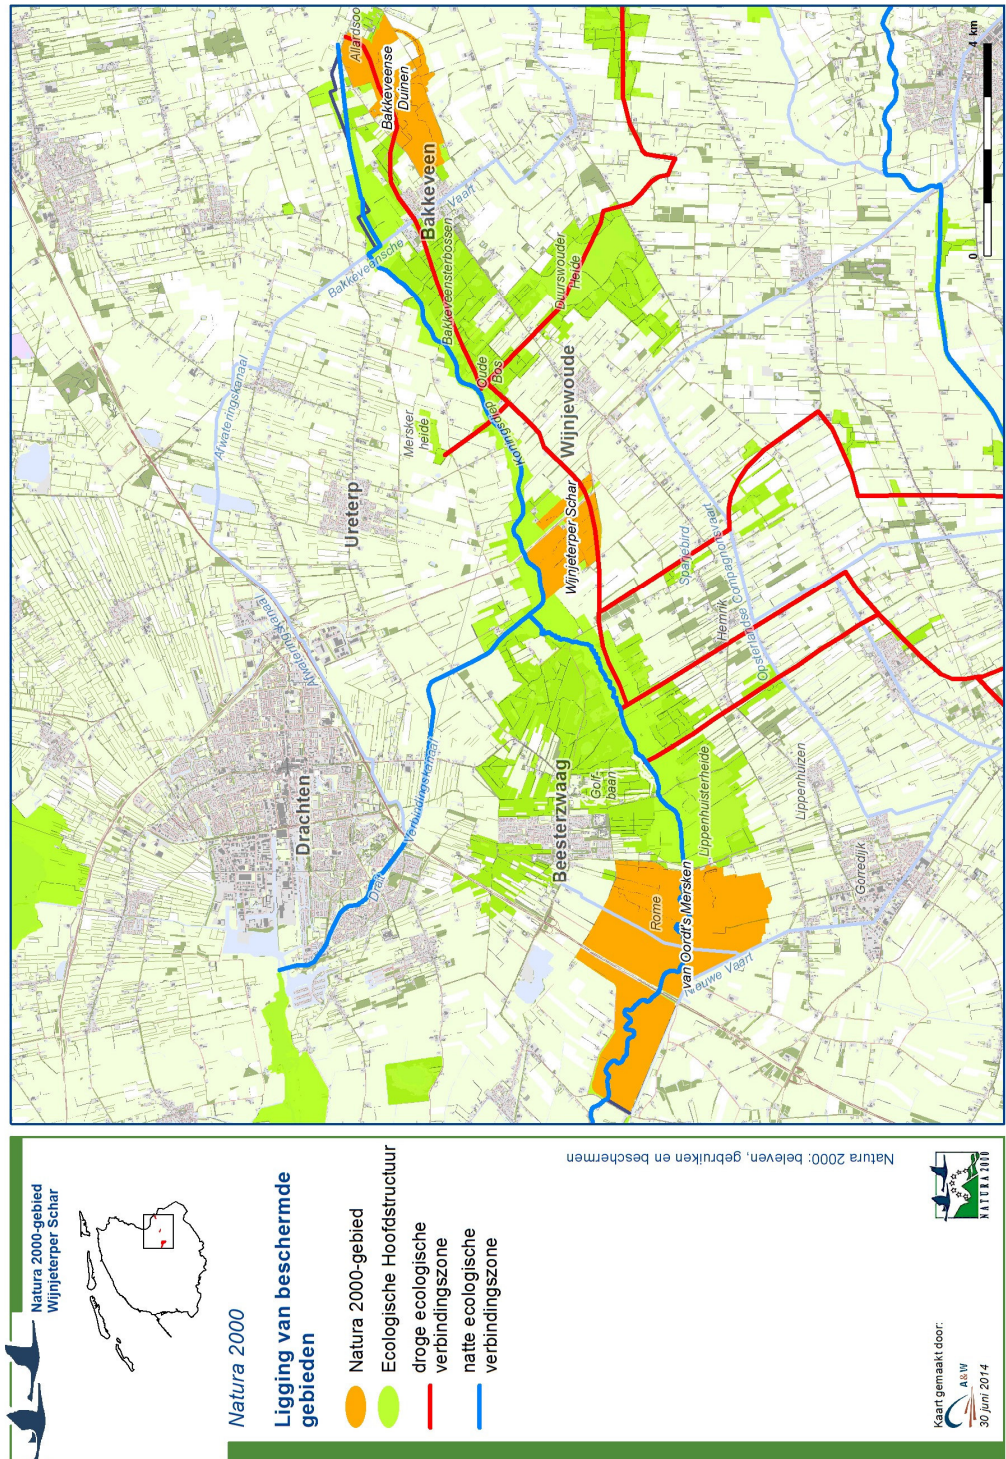 Natura 2000-gebied
Wijnjeterper Schar
Natura 2000
Ligging van beschermde
gebieden
Natura 2000-gebied
Ecologische Hoofdstructuur
droge ecologische
verbindingszone
natte ecologische
verbindingszone
Natura 2000: beleven, gebruiken en beschermen
Kaart gemaakt door:
A&W
30 juni 2014
NATURA 2000
Drachten
Drait
Verbindingskanaal
Afwateringskanaal
Afwateringskanaal
Ureterp
Mersker
heide
Bakkeveensche Vaart
Allardsoo
Bakkeveense
Duinen
Bakkeveen
Bakkeveensterbossen
Oude
Bos
Koningsdiep
Duurswouder
Heide
Wijnjewoude
Wijnjeterper Schar
Beesterzwaag
Golf-
baan
Rome
van Oordt's Mersken
Nieuwe Vaart
Lippenhuisterheide
Lippenhuizen
Gorredijk
Hemrik
Sparjebird
Opsterlandse Compagnonsvaart
0
4 km